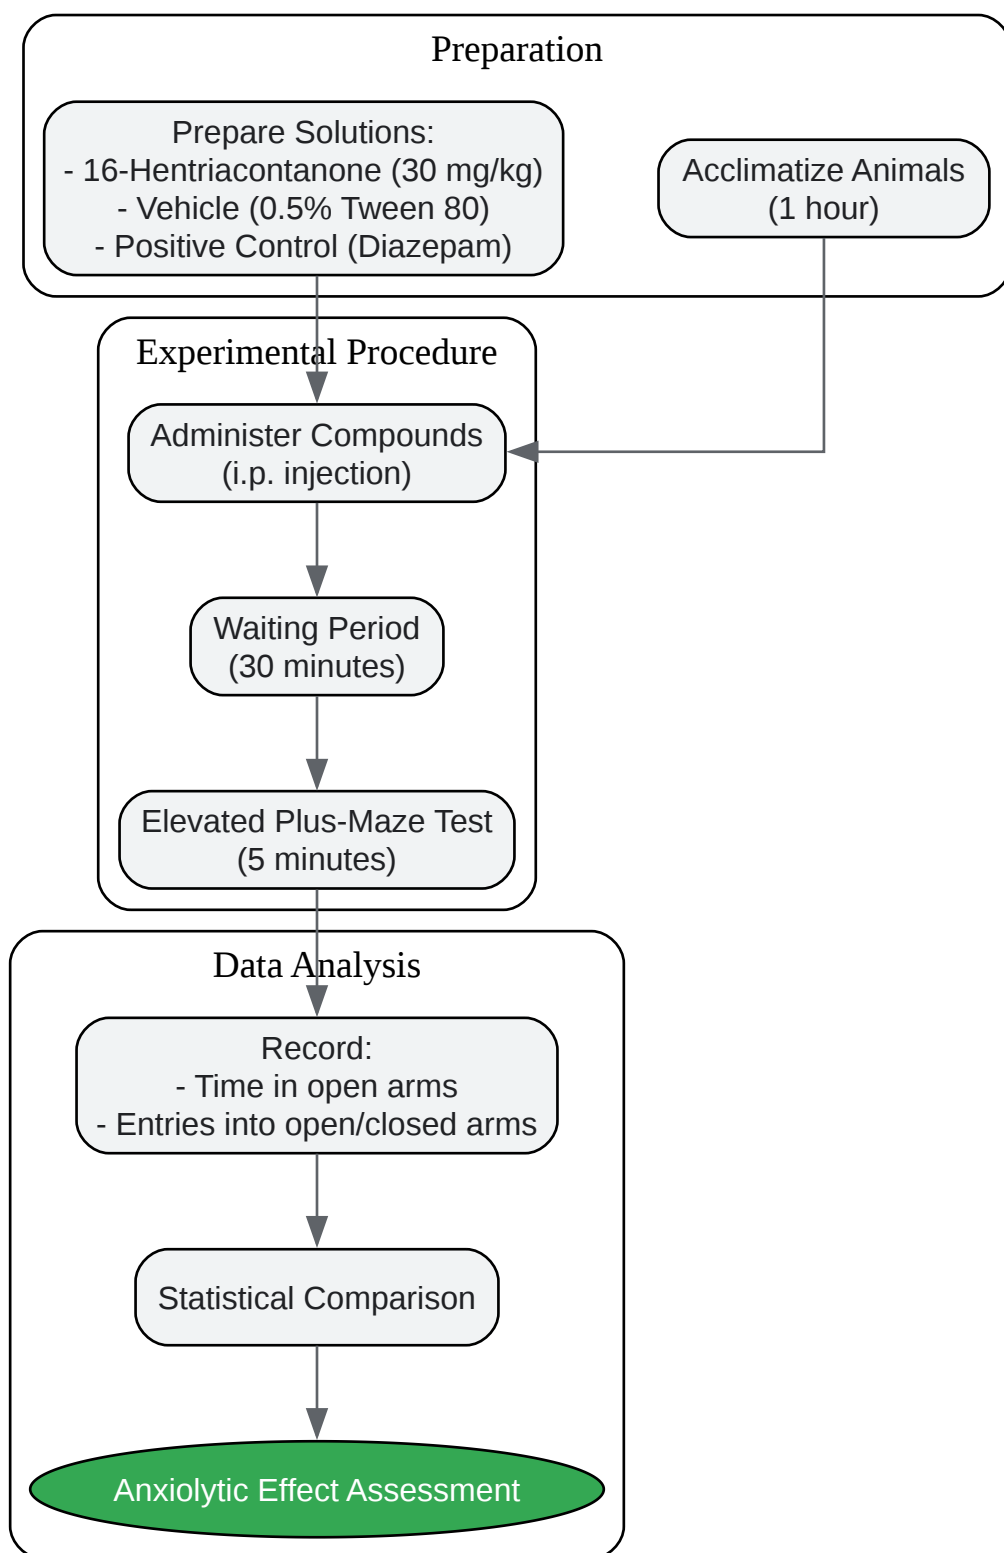 Preparation
Prepare Solutions:
- 16-Hentriacontanone (30 mg/kg)
- Vehicle (0.5% Tween 80)
- Positive Control (Diazepam)
Acclimatize Animals
(1 hour)
Experimental Procedure
Administer Compounds
(i.p. injection)
Waiting Period
(30 minutes)
Elevated Plus-Maze Test
(5 minutes)
Data Analysis
Record:
- Time in open arms
- Entries into open/closed arms
Statistical Comparison
Anxiolytic Effect Assessment